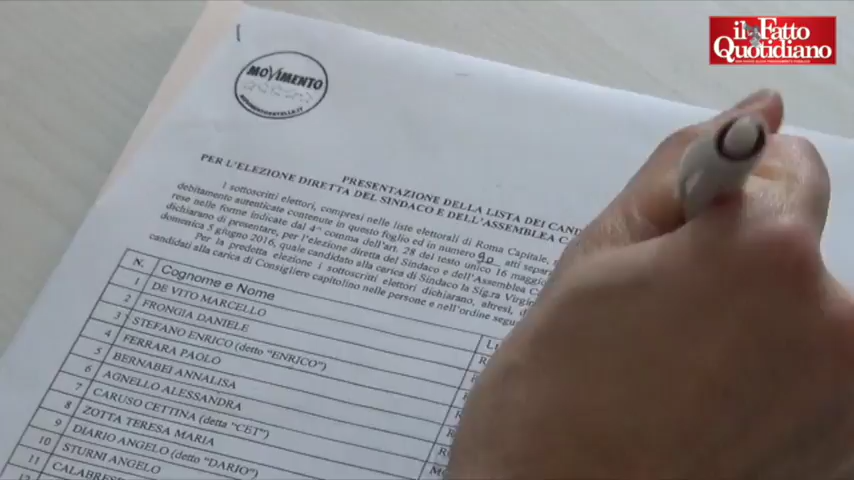 il Fatto
Quotidiano
MOVIMENTO
PRESENTAZIONE DELLA LISTA DEI CAND
PER L'ELEZIONE DIRETTA DEL SINDACO E DELL'ASSEMBLEA C
I sottoscritti elettori, compresi nelle liste elettorali di Roma Capitale,
debitamente autenticate contenute in questo foglio ed in numero 90 atti separa
rese nelle forme indicate dal 4^ comma dell'art. 28 del testo unico 16 maggio
dichiarano di presentare, per l'elezione diretta del Sindaco e dell'Assemblea C
domenica 5 giugno 2016, quale candidato alla carica di Sindaco la Sig.ra Virgin
Per la predetta elezione i sottoscritti elettori dichiarano, altresì, d
candidati alla carica di Consigliere capitolino nelle persone e nell'ordine segu
N. Cognome e Nome
1 DE VITO MARCELLO
2 FRONGIA DANIELE
3 STEFANO ENRICO (detto "ENRICO")
4 FERRARA PAOLO
5 BERNABEI ANNALISA
6 AGNELLO ALESSANDRA
7 CARUSO CETTINA (detta "CET")
8 ZOTTA TERESA MARIA
9 DIARIO ANGELO (detto "DARIO")
10 STURNI ANGELO
11 CALABRESE